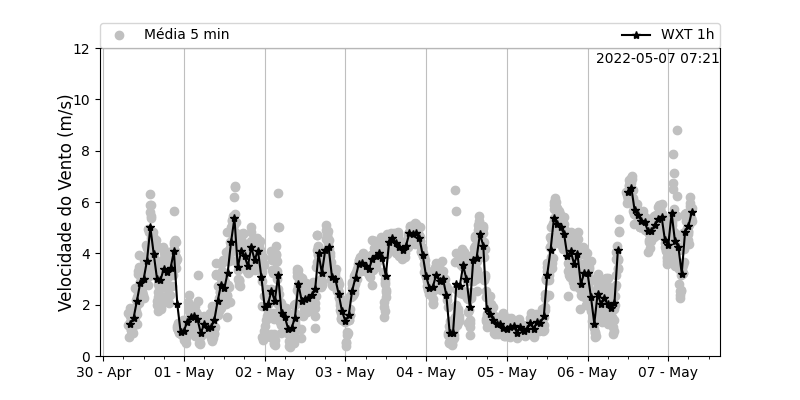 Média 5 min
WXT 1h
2022-05-07 07:21
Velocidade do Vento (m/s)
12
10
8
6
4
2
0
30 - Apr
01 - May
02 - May
03 - May
04 - May
05 - May
06 - May
07 - May